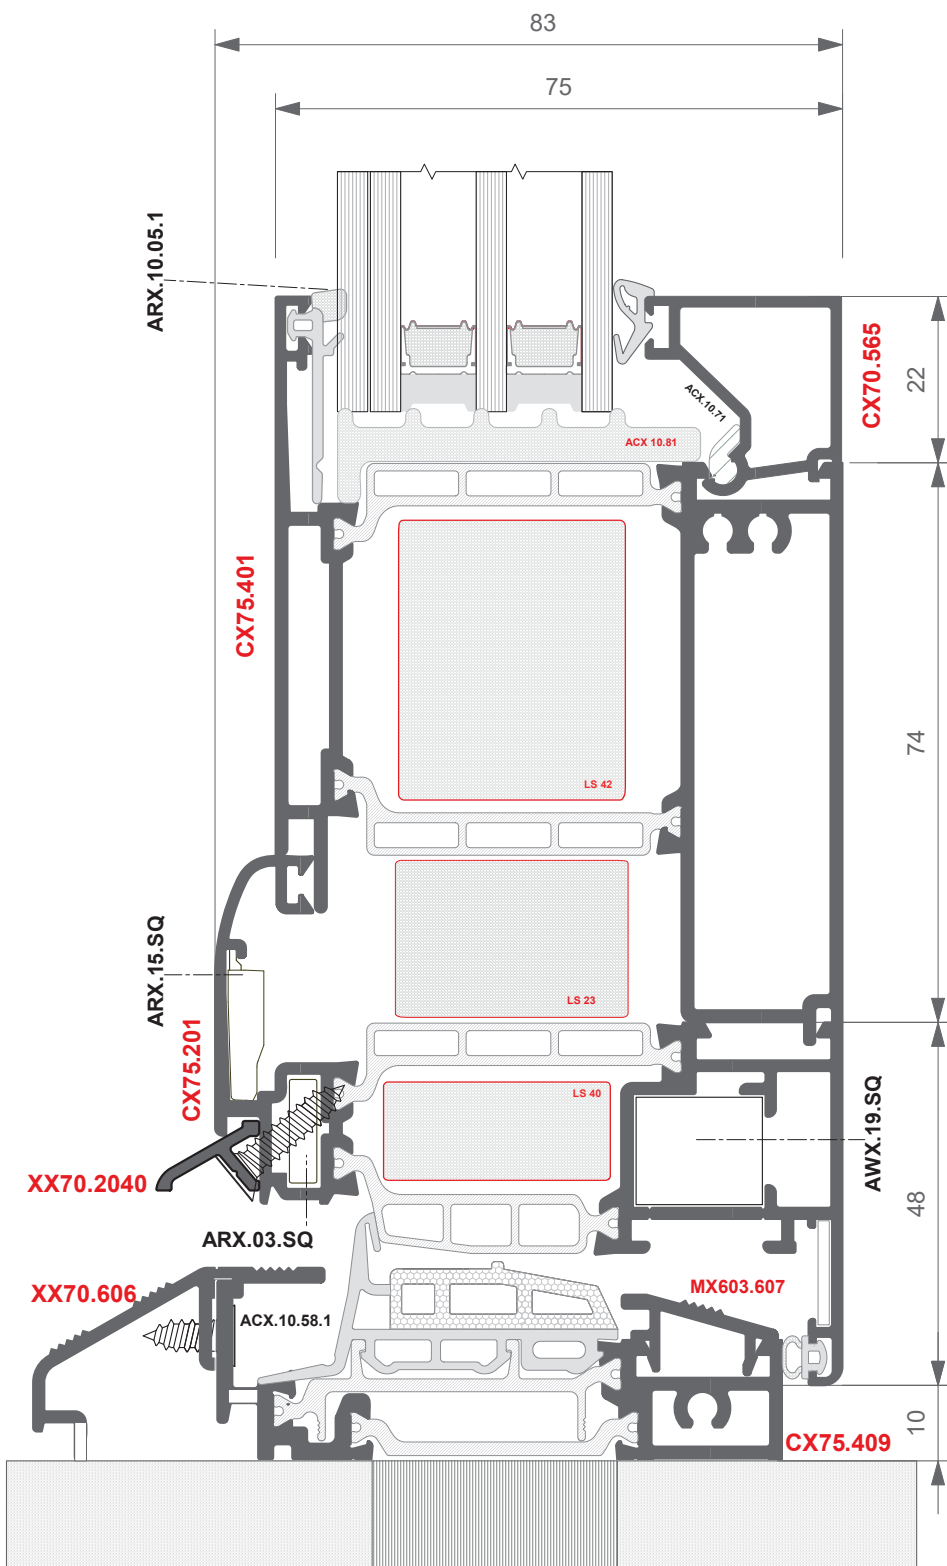 83
75
ARX.10.05.1
CX70.565
22
ACX.10.71
ACX 10.81
CX75.401
LS 42
74
ARX.15.SQ
LS 23
CX75.201
LS 40
AWX.19.SQ
XX70.2040
48
ARX.03.SQ
XX70.606
MX603.607
ACX.10.58.1
10
CX75.409